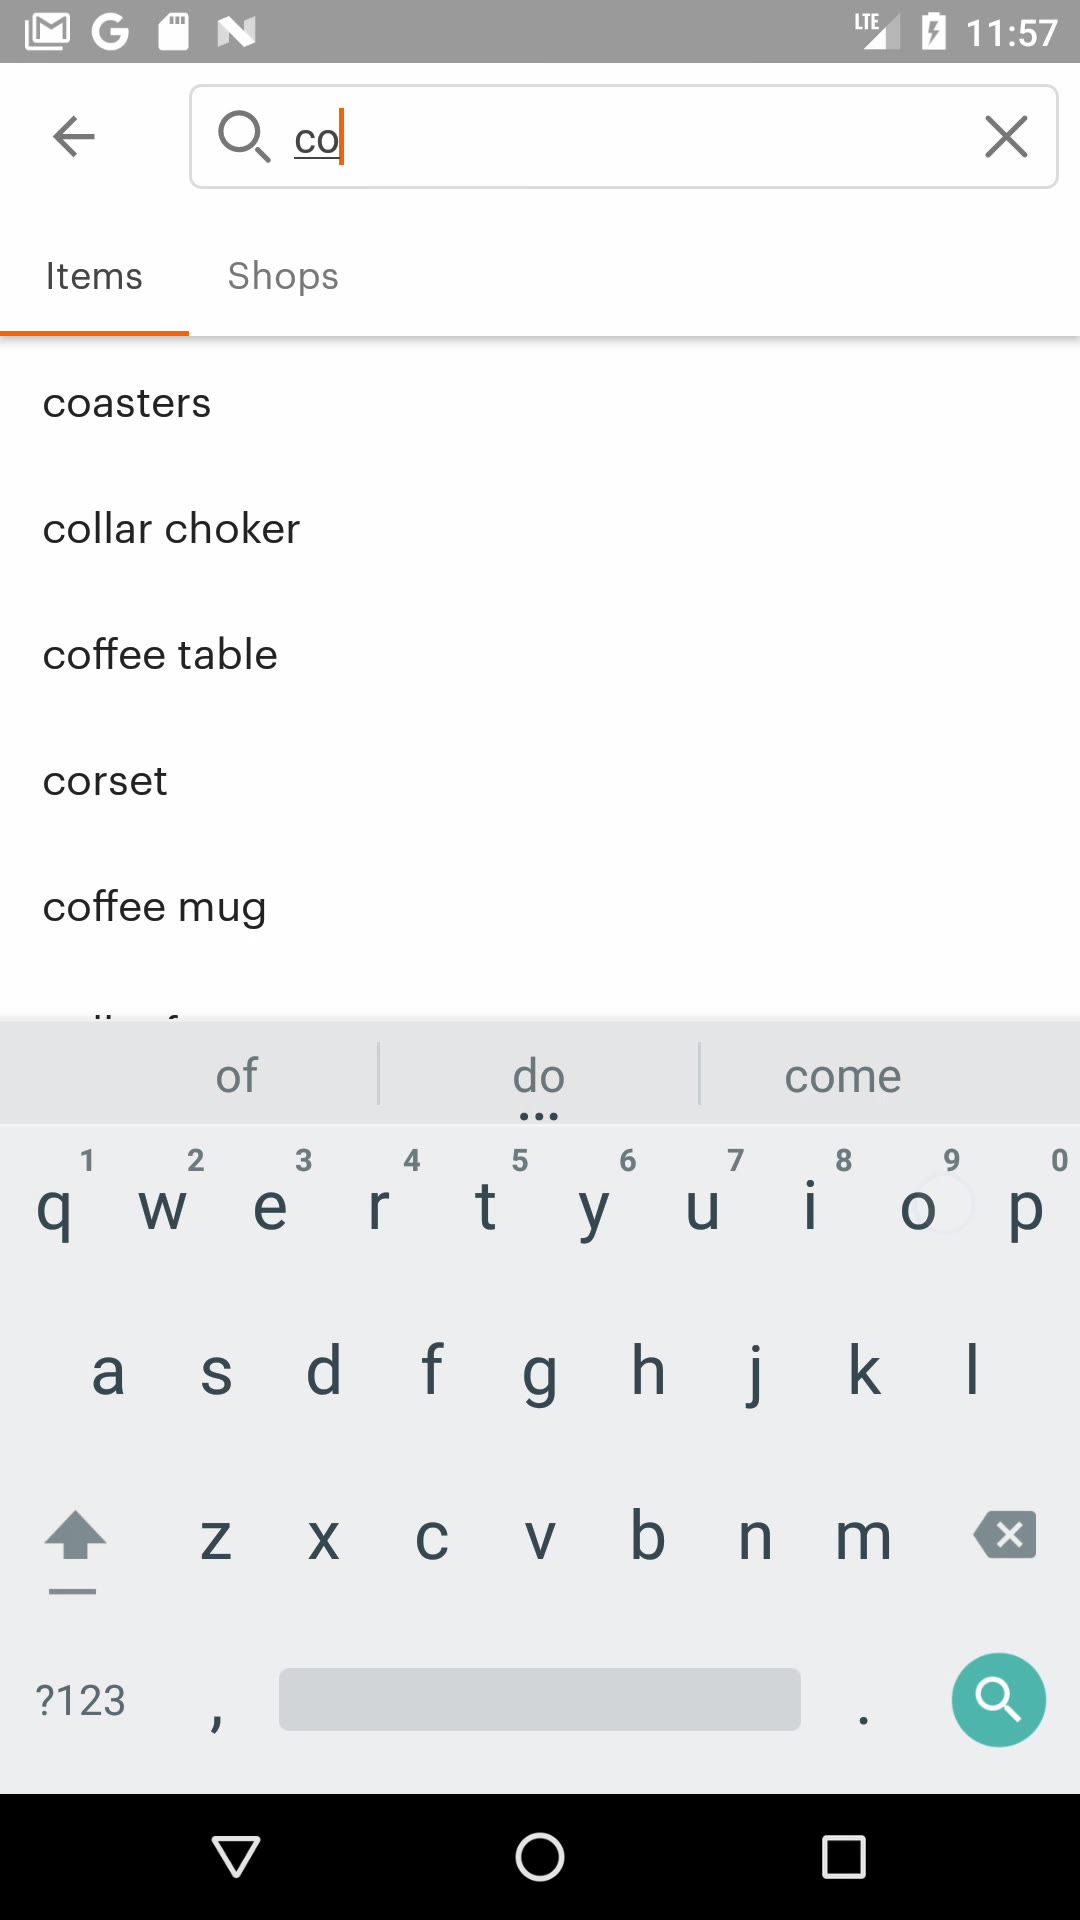 LTE 11:57
co
Items Shops
coasters
collar choker
coffee table
corset
coffee mug
of do come
1 2 3 4 5 6 7 8 9 0
q w e r t y u i o p
a s d f g h j k l
z x c v b n m
?123 , .